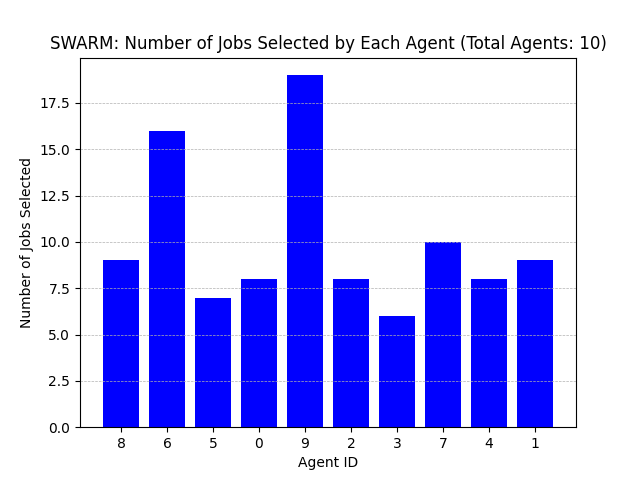 SWARM: Number of Jobs Selected by Each Agent (Total Agents: 10)
Number of Jobs Selected
17.5
15.0
12.5
10.0
7.5
5.0
2.5
0.0
8 6 5 0 9 2 3 7 4 1
Agent ID